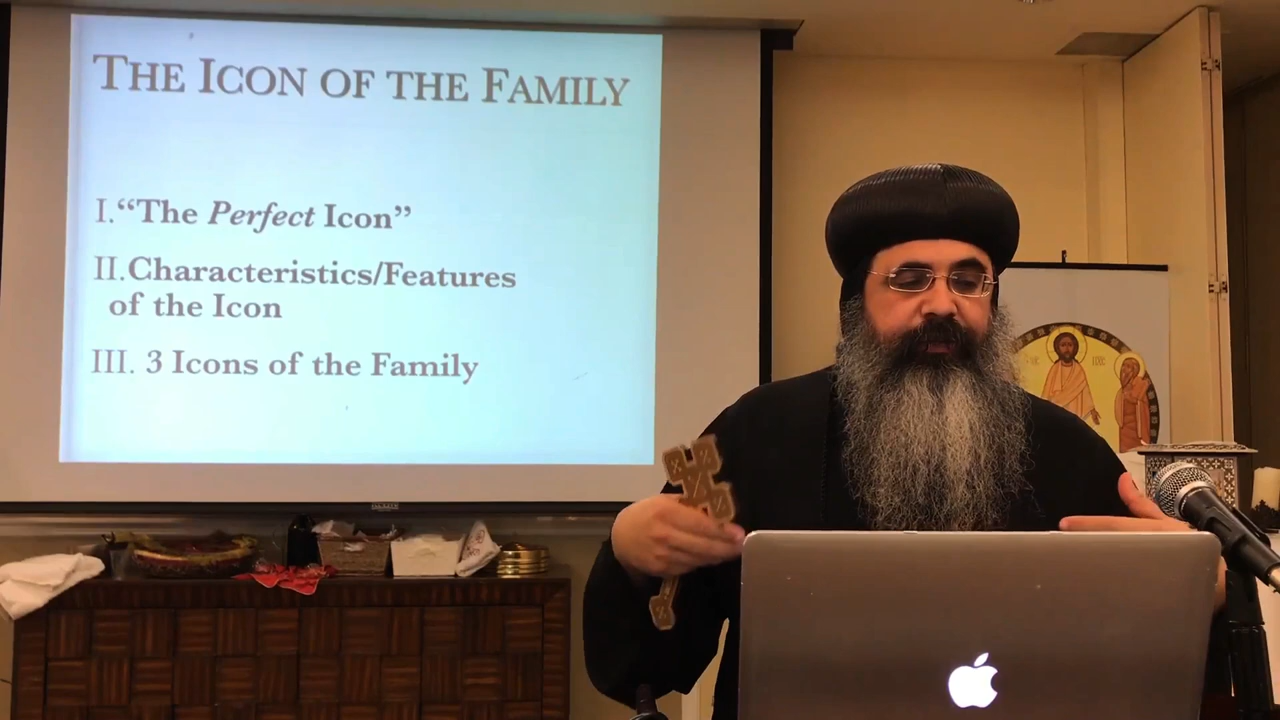 THE ICON OF THE FAMILY
I. “The Perfect Icon”
II. Characteristics/Features
of the Icon
III. 3 Icons of the Family